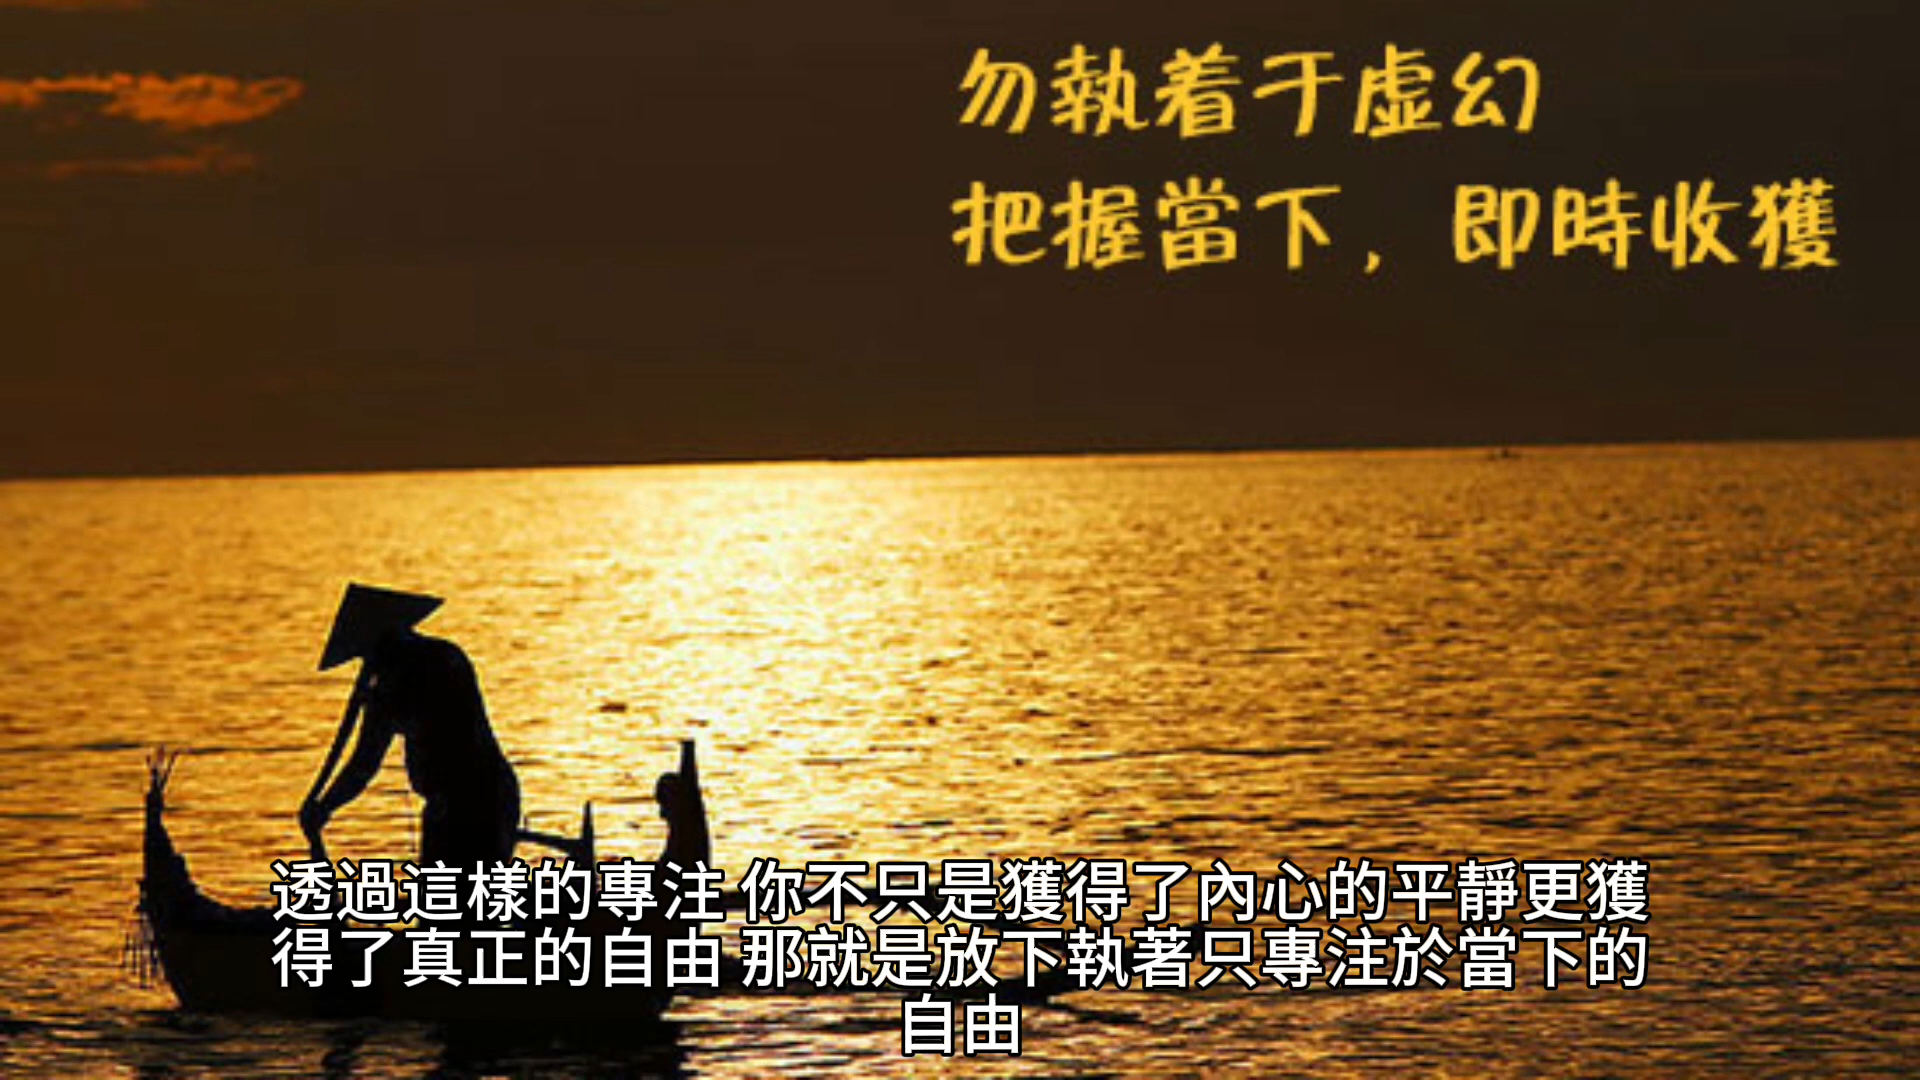 勿執着于虛幻
把握當下，即時收獲
透過這樣的專注 你不只是獲得了內心的平靜更獲
得了真正的自由 那就是放下執著只專注於當下的
自由